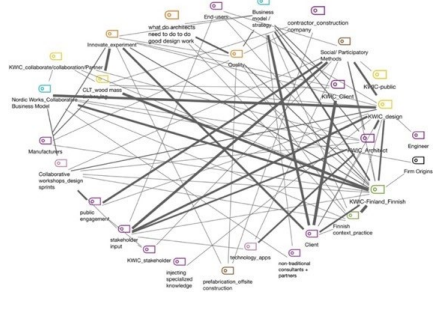 End-users
Business
model /
strategy
contractor_construction
company
what do architects
need to do to do
good design work
Innovate_experiment
Quality
Social/ Participatory
Methods
KWIC_collaborate/collaboration/Partner
CLT_wood mass
KWIC-public
KWIC_Client
Nordic Works_Collaborative
Business Model
KWIC_design
Manufacturers
KWIC_Architect
Engineer
Firm Origins
Collaborative
workshops_design
sprints
KWIC-Finland_Finnish
public
engagement
Finnish
context_practice
stakeholder
input
Client
KWIC_stakeholder
technology_apps
non-traditional
consultants +
partners
injecting
specialized
knowledge
prefabrication_offsite
construction